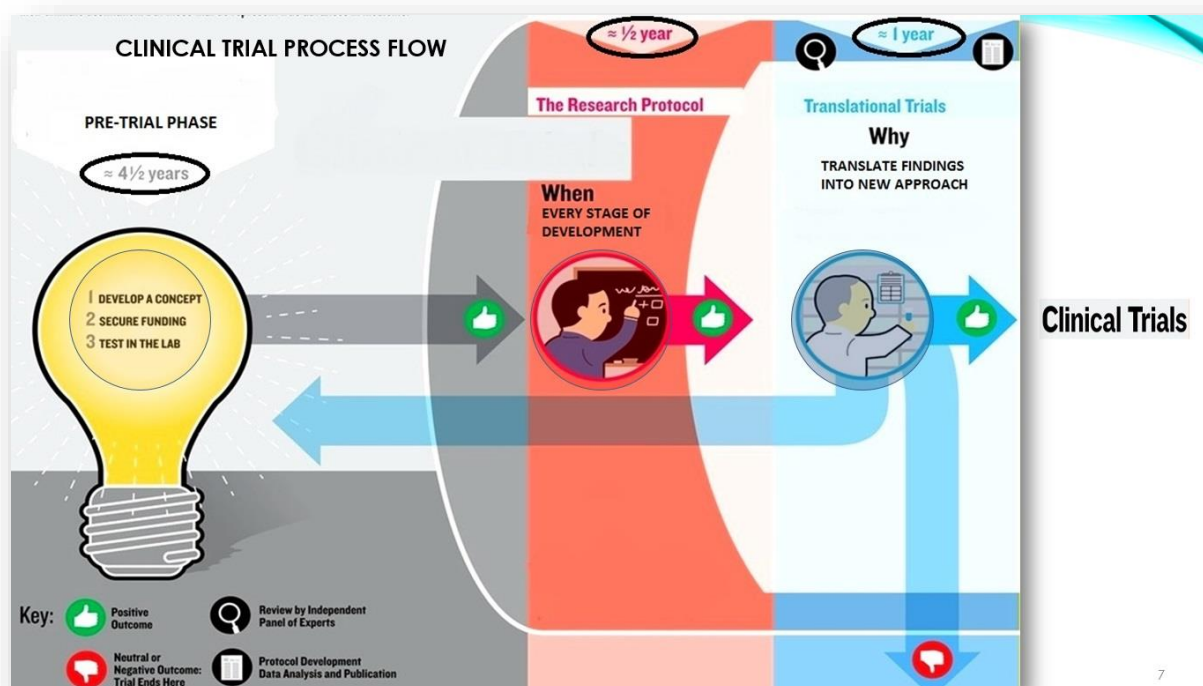 CLINICAL TRIAL PROCESS FLOW
PRE-TRIAL PHASE
≈ 4½ years
1 DEVELOP A CONCEPT
2 SECURE FUNDING
3 TEST IN THE LAB
≈ ½ year
The Research Protocol
When
EVERY STAGE OF
DEVELOPMENT
≈ 1 year
Translational Trials
Why
TRANSLATE FINDINGS
INTO NEW APPROACH
Clinical Trials
Key:
Positive
Outcome
Review by Independent
Panel of Experts
Neutral or
Negative Outcome:
Trial Ends Here
Protocol Development
Data Analysis and Publication
7